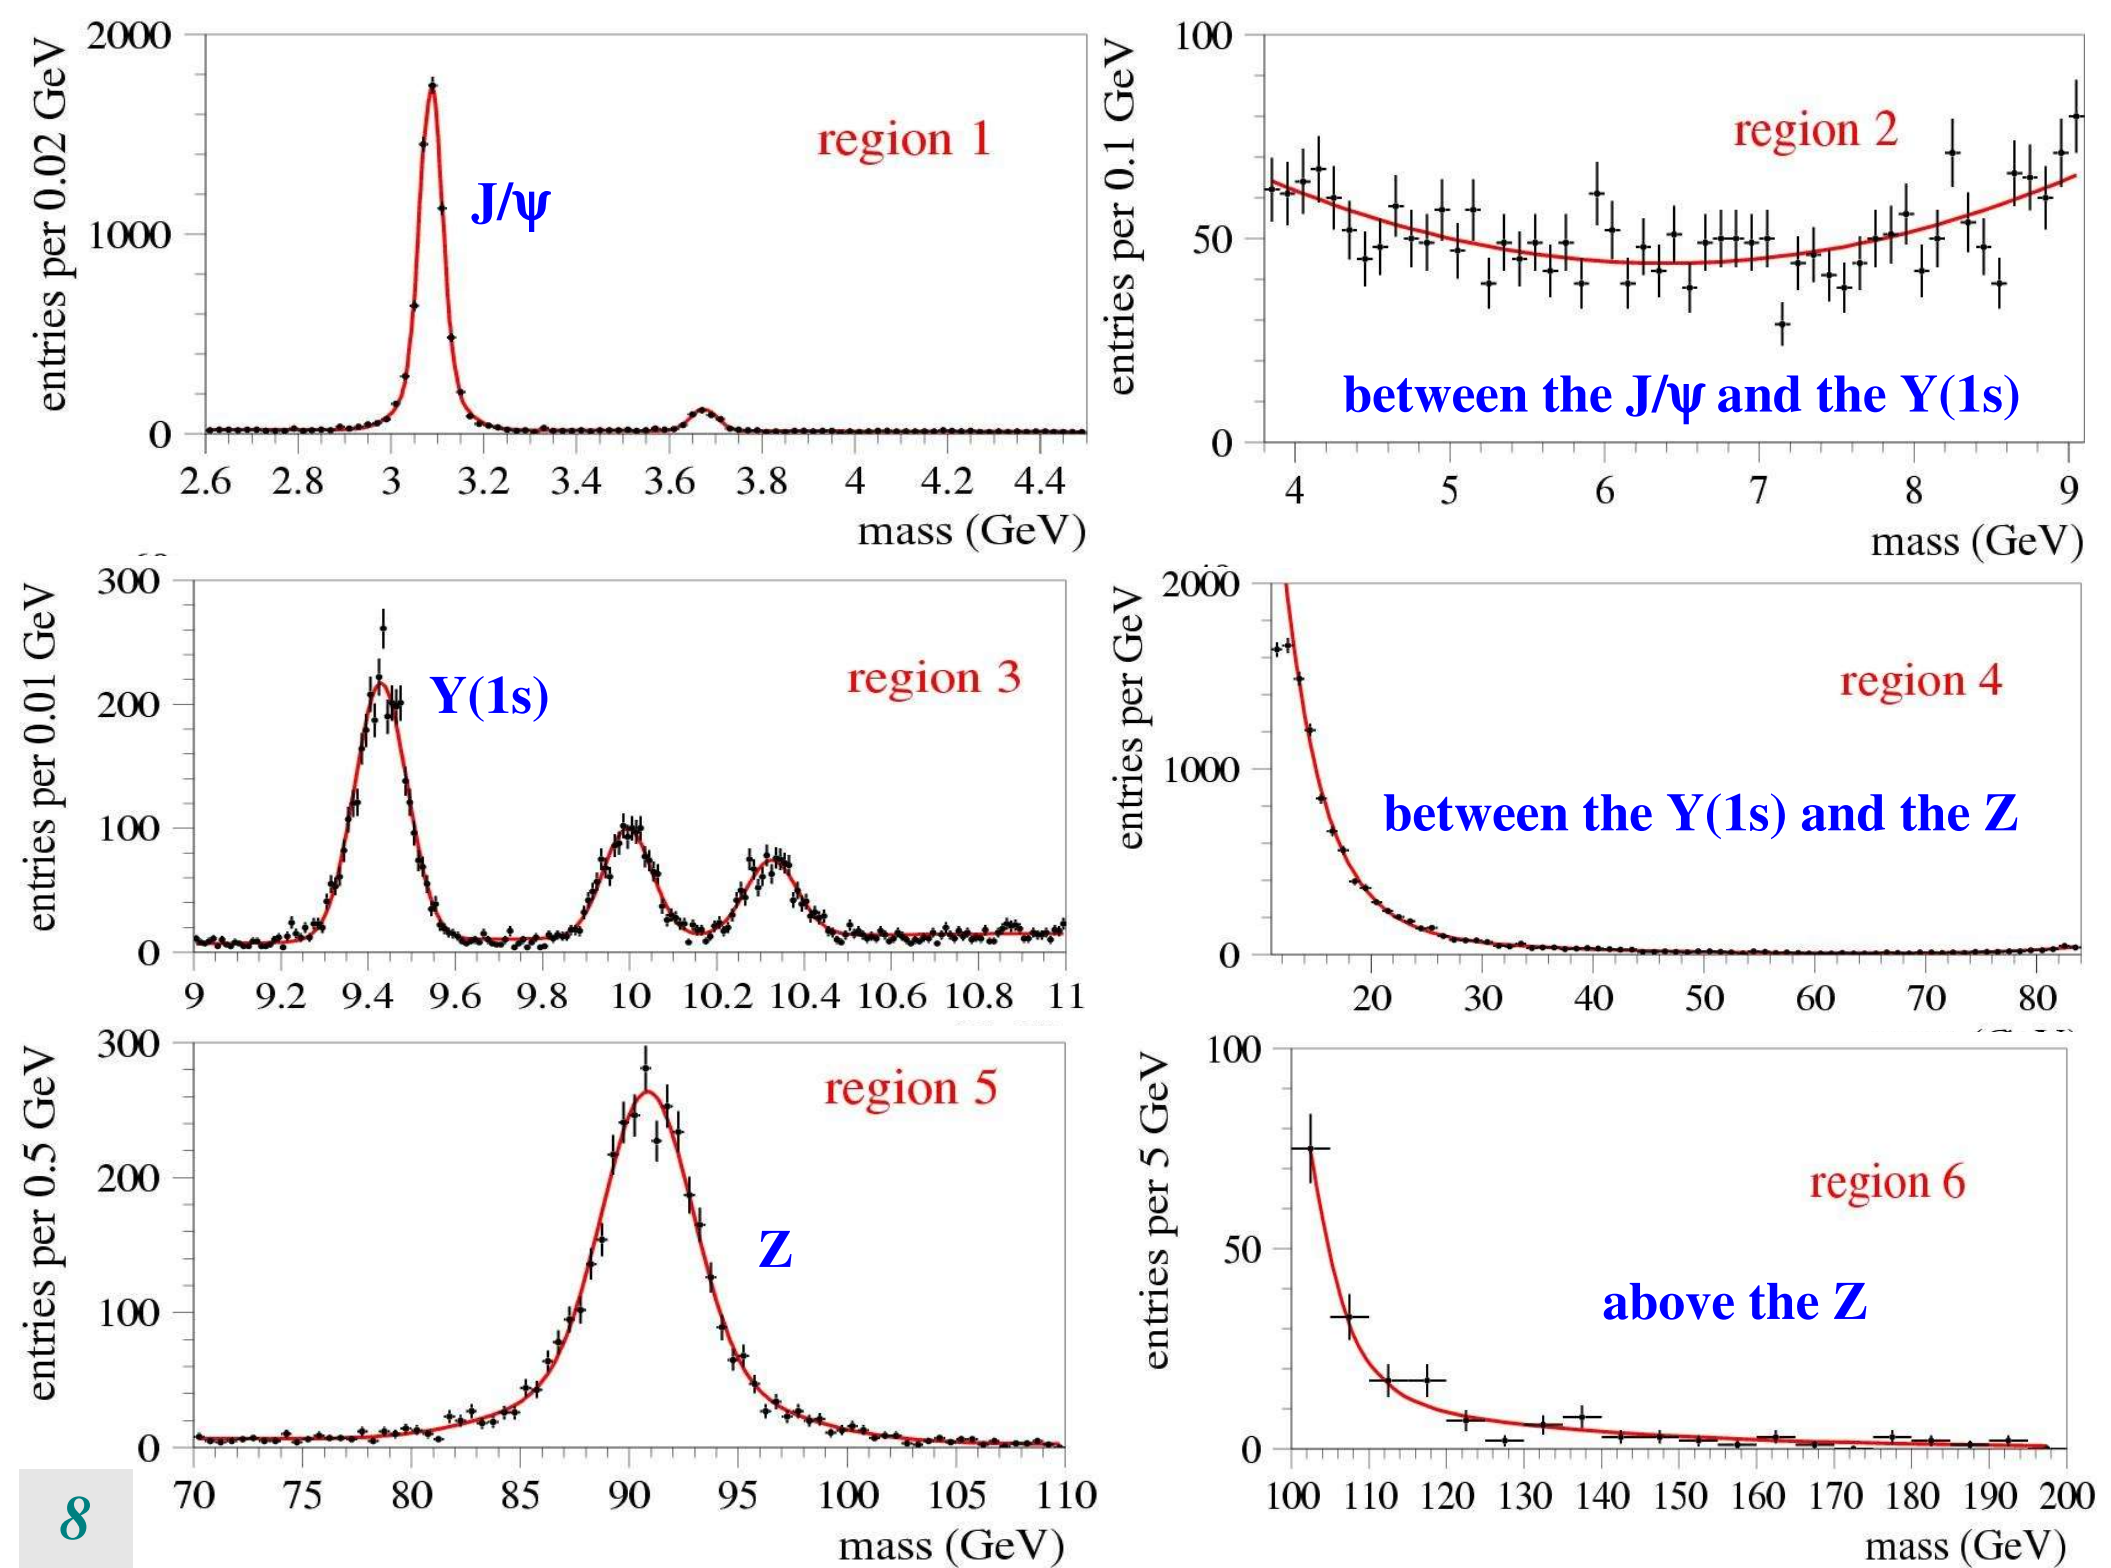 2000
1000
0
entries per 0.02 GeV
region 1
J/ψ
2.6 2.8 3 3.2 3.4 3.6 3.8 4 4.2 4.4
mass (GeV)
100
50
0
entries per 0.1 GeV
region 2
between the J/ψ and the Y(1s)
4 5 6 7 8 9
mass (GeV)
300
200
100
0
entries per 0.01 GeV
region 3
Y(1s)
9 9.2 9.4 9.6 9.8 10 10.2 10.4 10.6 10.8 11
2000
1000
0
entries per GeV
region 4
between the Y(1s) and the Z
20 30 40 50 60 70 80
300
200
100
0
entries per 0.5 GeV
region 5
Z
70 75 80 85 90 95 100 105 110
mass (GeV)
100
50
0
entries per 5 GeV
region 6
above the Z
100 110 120 130 140 150 160 170 180 190 200
mass (GeV)
8